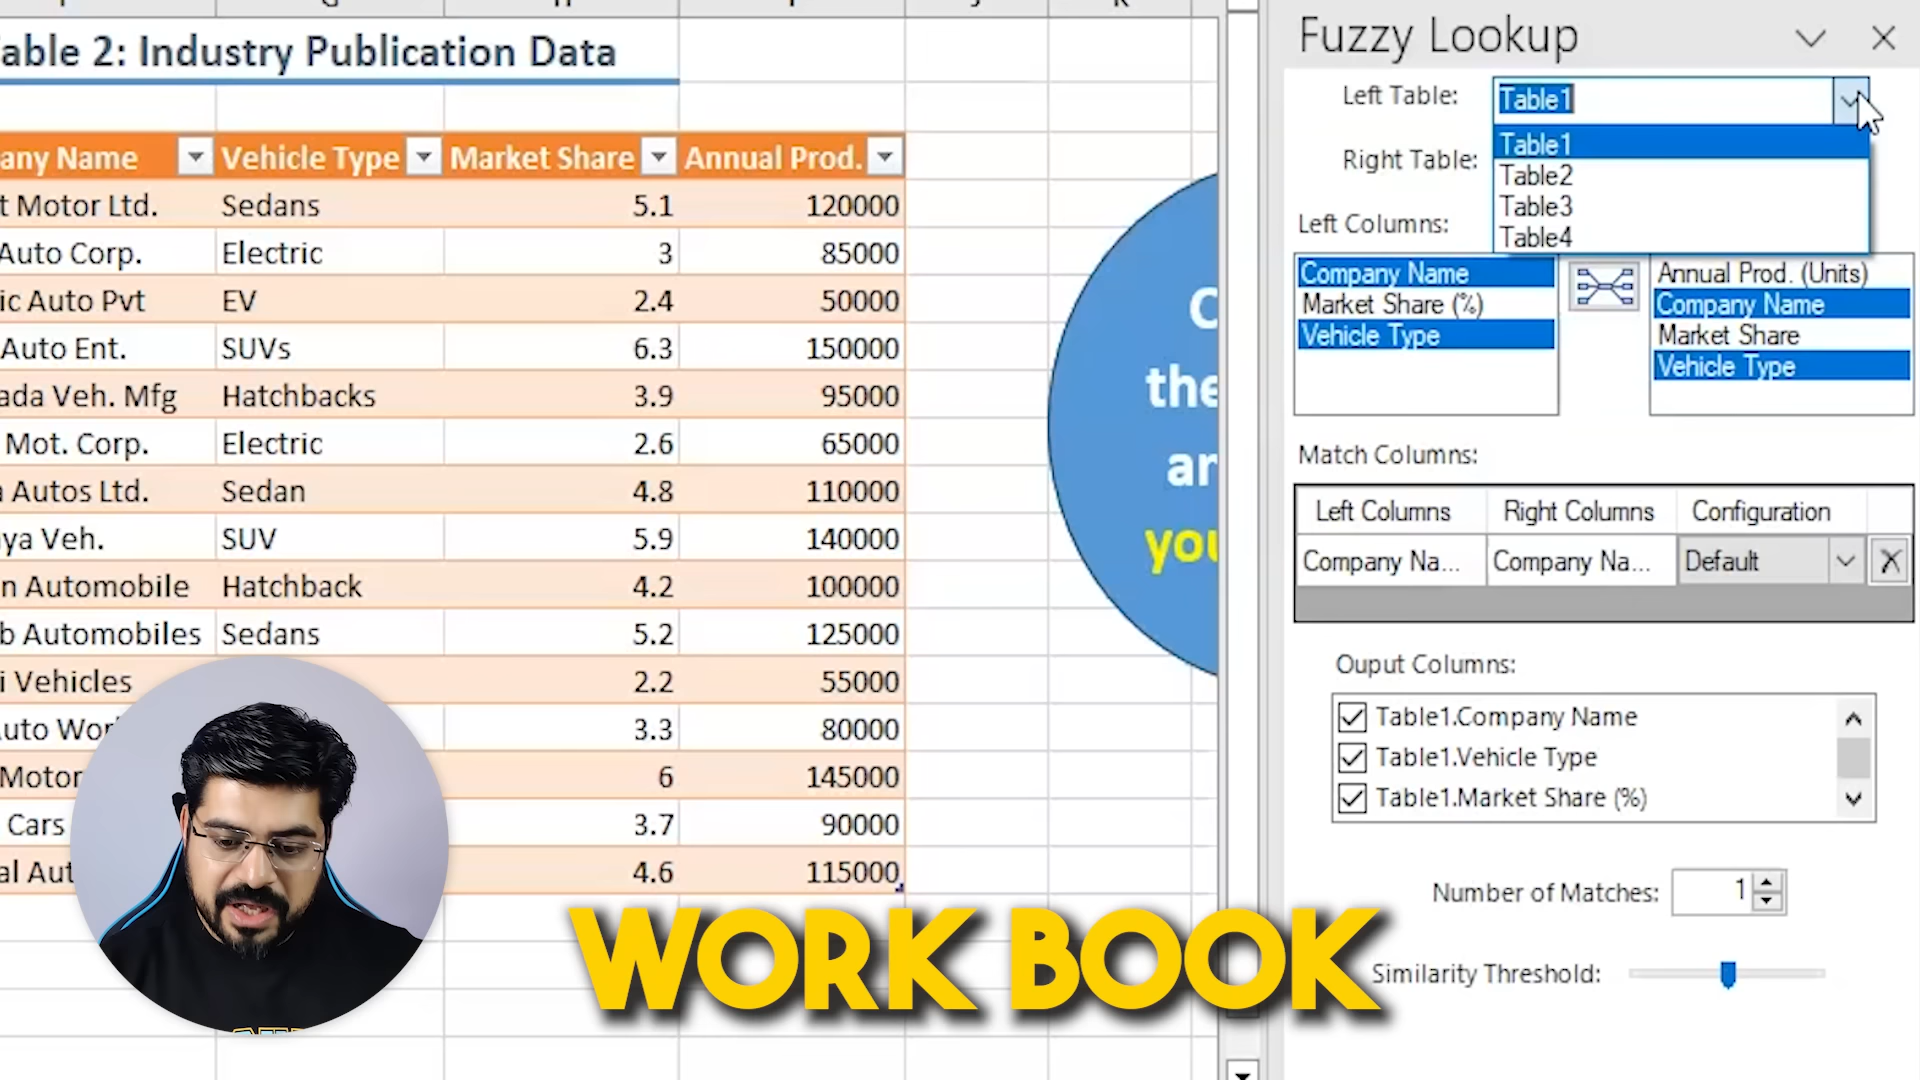 able 2: Industry Publication Data
any Name Vehicle Type Market Share Annual Prod.
t Motor Ltd. Sedans 5.1 120000
Auto Corp. Electric 3 85000
ic Auto Pvt EV 2.4 50000
Auto Ent. SUVs 6.3 150000
ada Veh. Mfg Hatchbacks 3.9 95000
Mot. Corp. Electric 2.6 65000
a Autos Ltd. Sedan 4.8 110000
ya Veh. SUV 5.9 140000
n Automobile Hatchback 4.2 100000
b Automobiles Sedans 5.2 125000
i Vehicles 2.2 55000
uto Wor 3.3 80000
Motor 6 145000
Cars 3.7 90000
al Aut 4.6 115000
C
the
ar
you
WORK BOOK
Fuzzy Lookup
Left Table: Table1
Table1
Right Table:
Table2
Table3
Left Columns:
Table4
Company Name
Market Share (%)
Vehicle Type
Annual Prod. (Units)
Company Name
Market Share
Vehicle Type
Match Columns:
Left Columns Right Columns Configuration
Company Na... Company Na... Default X
Ouput Columns:
Table1.Company Name
Table1.Vehicle Type
Table1.Market Share (%)
Number of Matches: 1
Similarity Threshold: